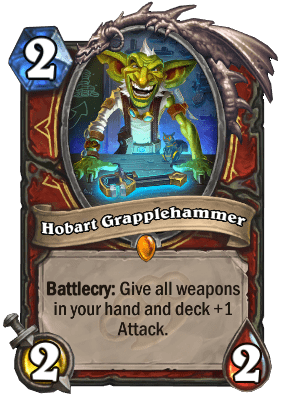 2
Hobart Grapplehammer
Battlecry: Give all weapons
in your hand and deck +1
Attack.
2
2